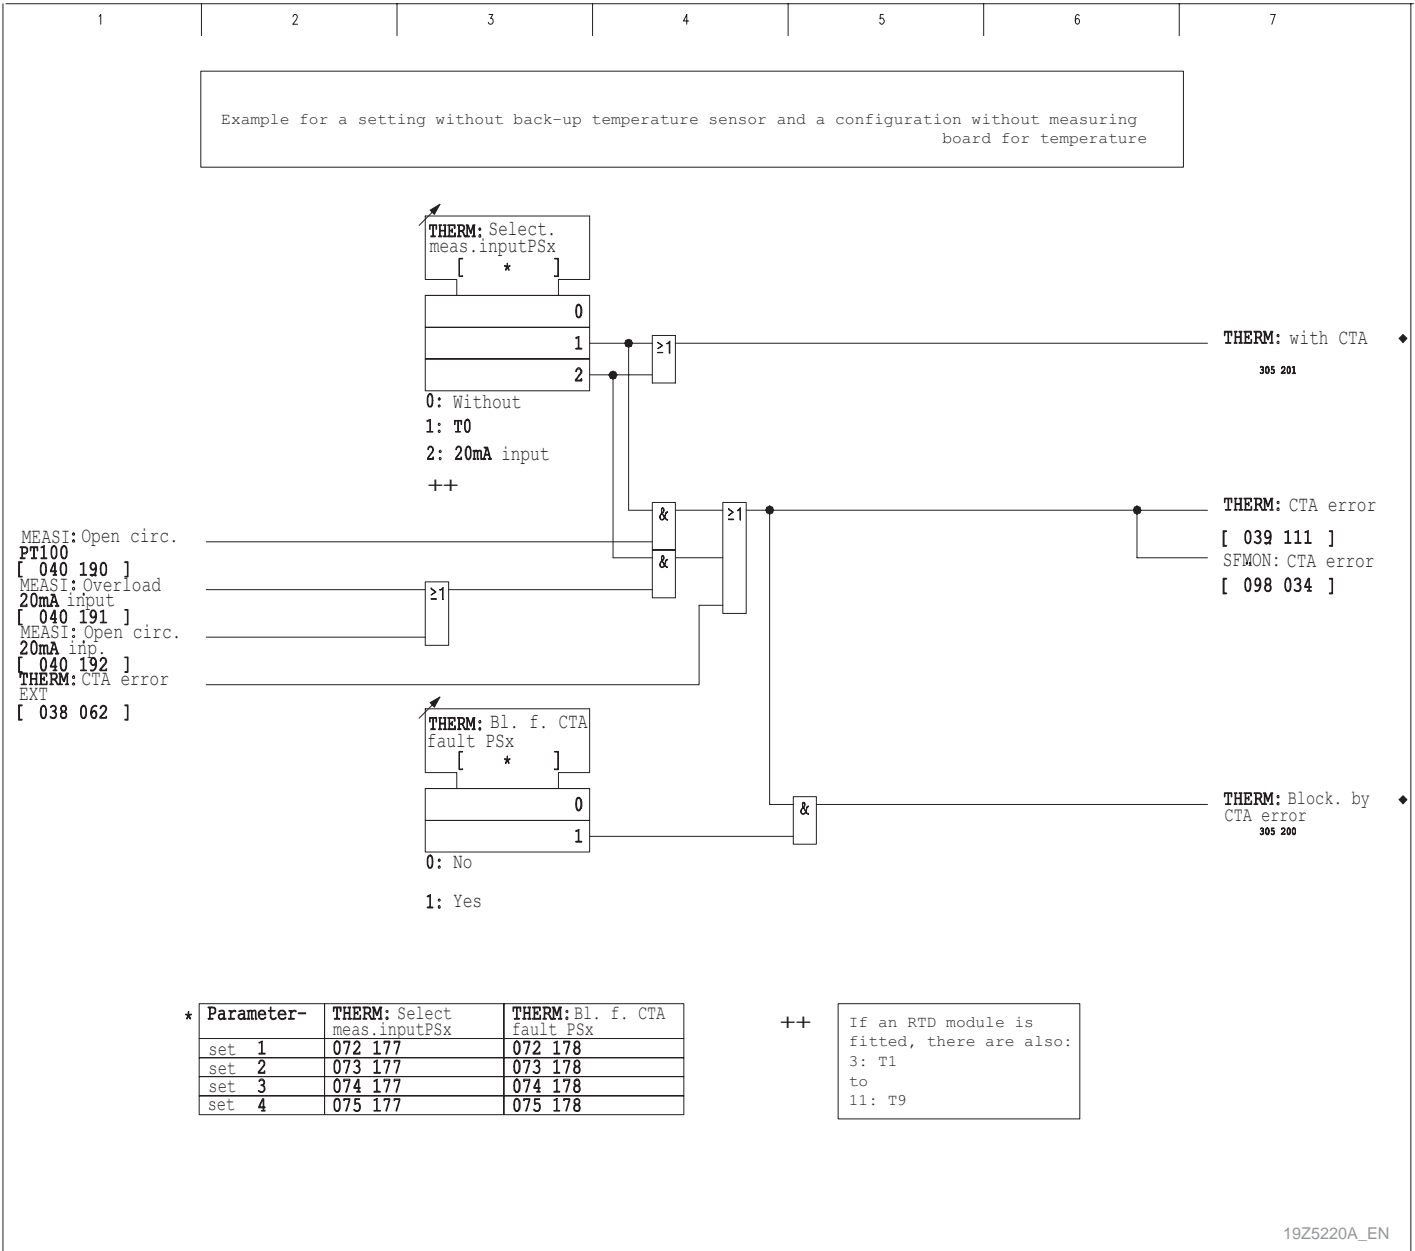 1 2 3 4 5 6 7
Example for a setting without back-up temperature sensor and a configuration without measuring
board for temperature
THERM: Select.
meas.inputPSx
[ * ]
0
1
2
0: Without
1: T0
2: 20mA input
++
≥1
THERM: with CTA ◆
305 201
&
&
≥1
THERM: CTA error
[ 039 111 ]
SFMON: CTA error
[ 098 034 ]
MEASI: Open circ.
PT100
[ 040 190 ]
MEASI: Overload
20mA input
[ 040 191 ]
MEASI: Open circ.
20mA inp.
[ 040 192 ]
THERM: CTA error
EXT
[ 038 062 ]
≥1
THERM: Bl. f. CTA
fault PSx
[ * ]
0
1
0: No
1: Yes
&
THERM: Block. by ◆
CTA error
305 200
* Parameter- THERM: Select THERM: Bl. f. CTA
meas.inputPSx fault PSx
set 1 072 177 072 178
set 2 073 177 073 178
set 3 074 177 074 178
set 4 075 177 075 178
++ If an RTD module is
fitted, there are also:
3: T1
to
11: T9
19Z5220A_EN